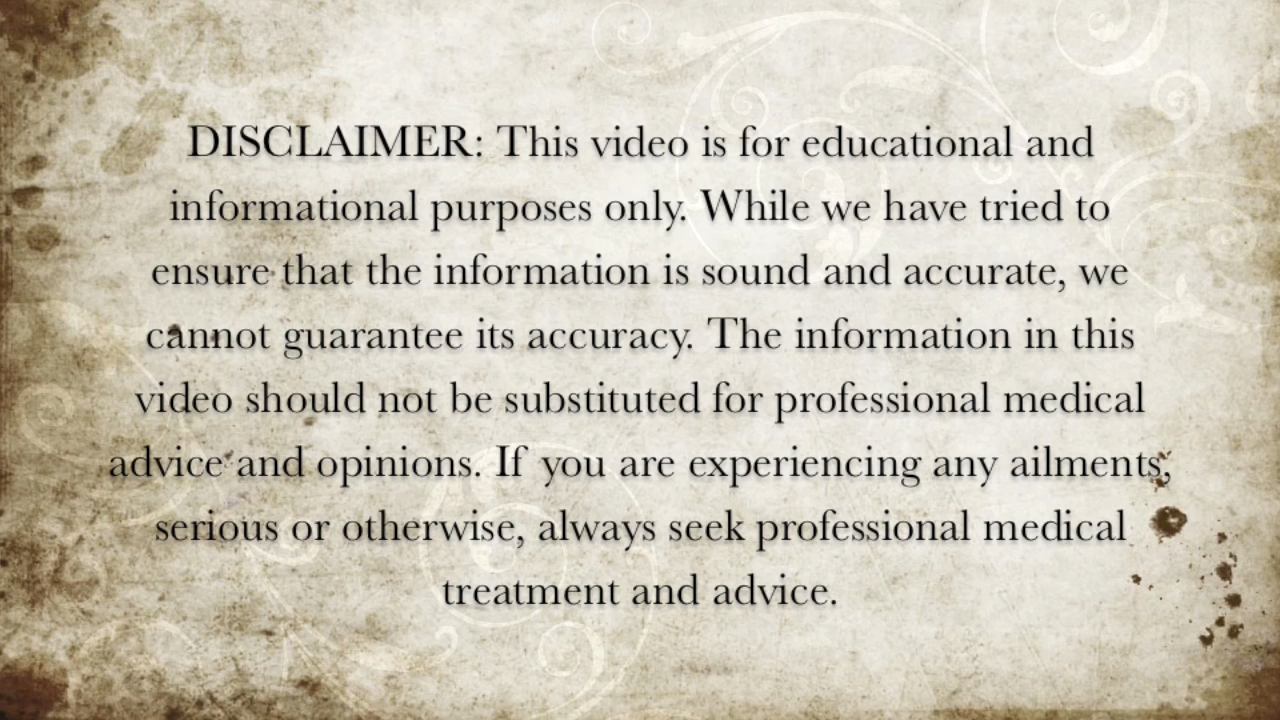 DISCLAIMER: This video is for educational and
informational purposes only. While we have tried to
ensure that the information is sound and accurate, we
cannot guarantee its accuracy. The information in this
video should not be substituted for professional medical
advice and opinions. If you are experiencing any ailments,
serious or otherwise, always seek professional medical
treatment and advice.